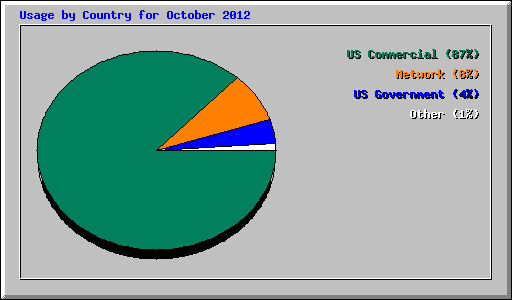 Usage by Country for October 2012
US Commercial (87%)
Network (8%)
US Government (4%)
Other (1%)